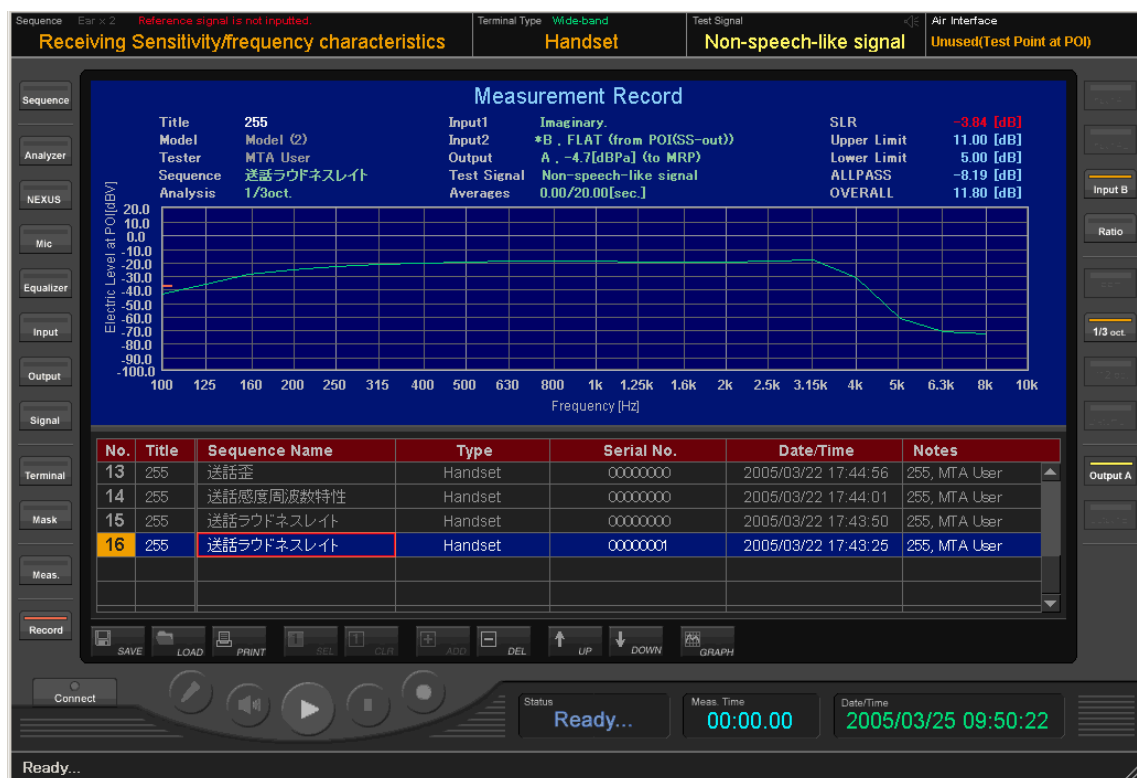 Sequence Ear × 2 Reference signal is not inputted.
Receiving Sensitivity/frequency characteristics
Terminal Type Wide-band
Handset
Test Signal
Non-speech-like signal
Air Interface
Unused(Test Point at POI)
Sequence
Analyzer
NEXUS
Mic
Equalizer
Input
Output
Signal
Terminal
Mask
Meas.
Record
Measurement Record
Title 255 Input1 Imaginary. SLR -3.84 [dB]
Model Model (2) Input2 *B , FLAT (from POI(SS-out)) Upper Limit 11.00 [dB]
Tester MTA User Output A , -4.7[dBPa] (to MRP) Lower Limit 5.00 [dB]
Sequence 送話ラウドネスレイト Test Signal Non-speech-like signal ALLPASS -8.19 [dB]
Analysis 1/3oct. Averages 0.00/20.00[sec.] OVERALL 11.80 [dB]
Electric Level at POI[dBV]
20.0
10.0
0.0
-10.0
-20.0
-30.0
-40.0
-50.0
-60.0
-70.0
-80.0
-90.0
-100.0
100 125 160 200 250 315 400 500 630 800 1k 1.25k 1.6k 2k 2.5k 3.15k 4k 5k 6.3k 8k 10k
Frequency [Hz]
No. Title Sequence Name Type Serial No. Date/Time Notes
13 255 送話歪 Handset 00000000 2005/03/22 17:44:56 255, MTA User
14 255 送話感度周波数特性 Handset 00000000 2005/03/22 17:44:01 255, MTA User
15 255 送話ラウドネスレイト Handset 00000000 2005/03/22 17:43:50 255, MTA User
16 255 送話ラウドネスレイト Handset 00000001 2005/03/22 17:43:25 255, MTA User
SAVE LOAD PRINT SEL CLR ADD DEL UP DOWN GRAPH
Input B
Ratio
1/3 oct.
Output A
Connect
Status
Ready...
Meas. Time
00:00.00
Date/Time
2005/03/25 09:50:22
Ready...